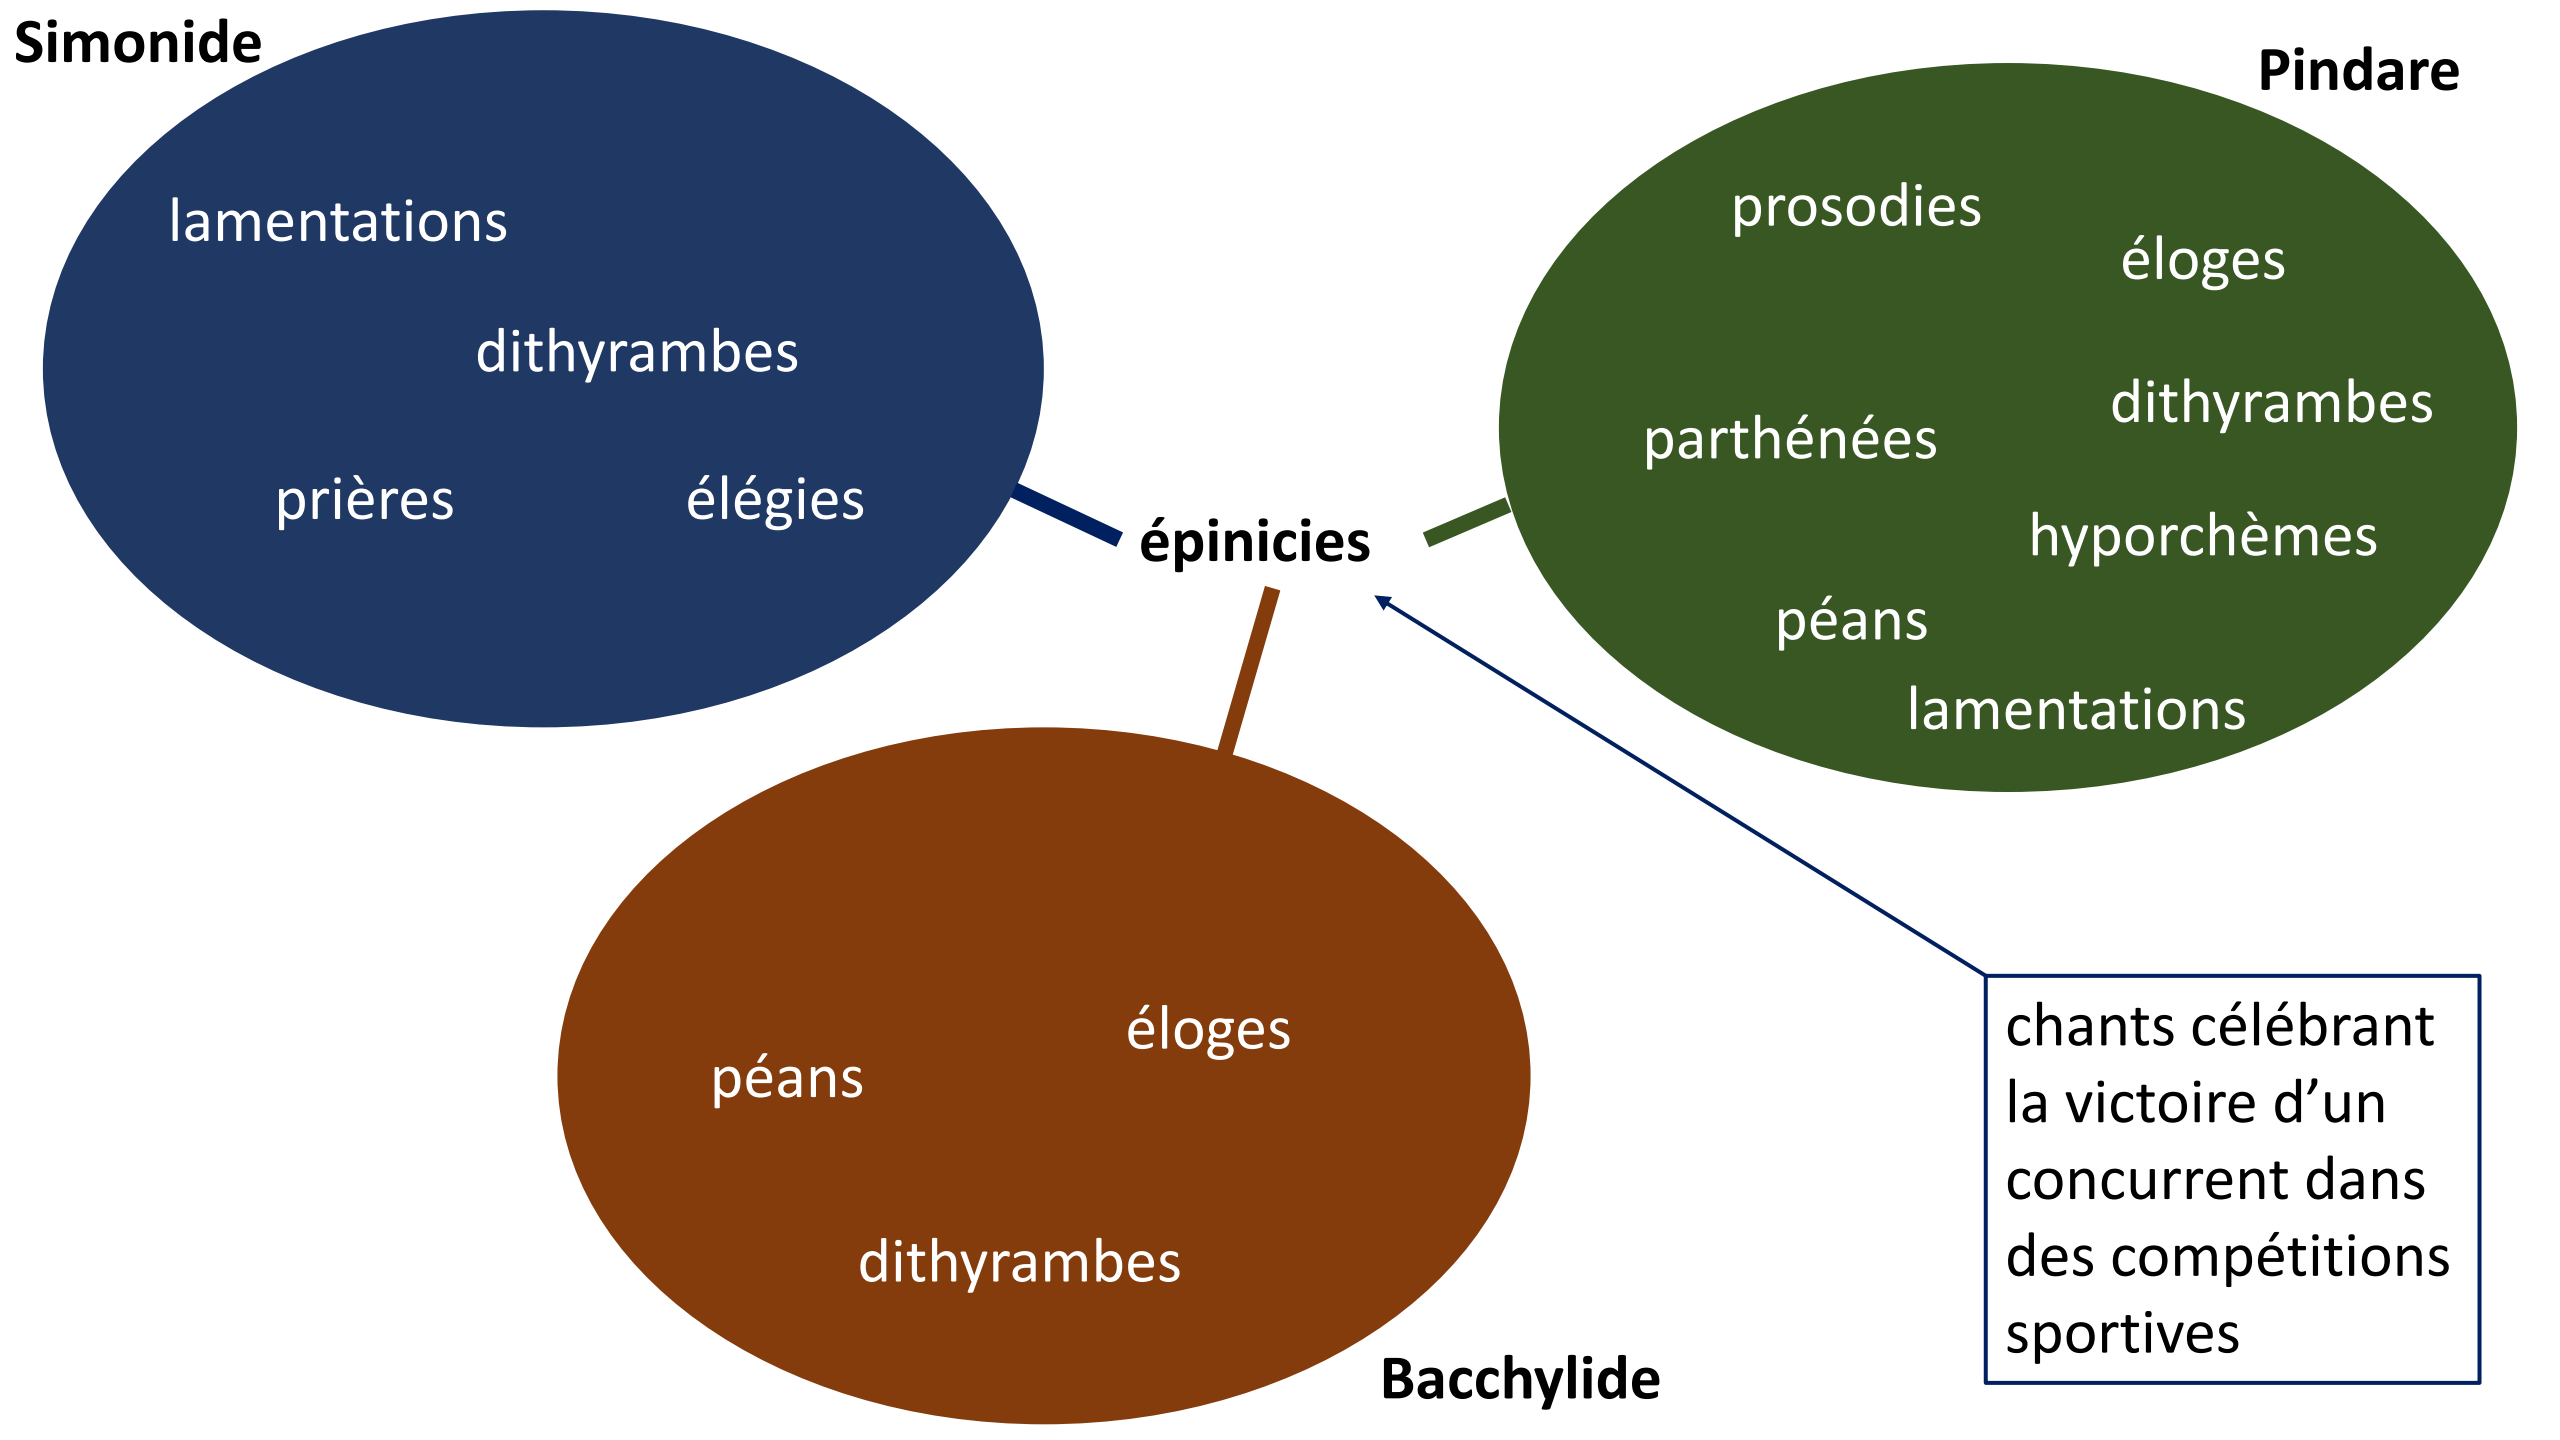 Simonide
lamentations
dithyrambes
prières
élégies
épinicies
Pindare
prosodies
éloges
dithyrambes
parthénées
hyporchèmes
péans
lamentations
éloges
péans
dithyrambes
Bacchylide
chants célébrant
la victoire d’un
concurrent dans
des compétitions
sportives